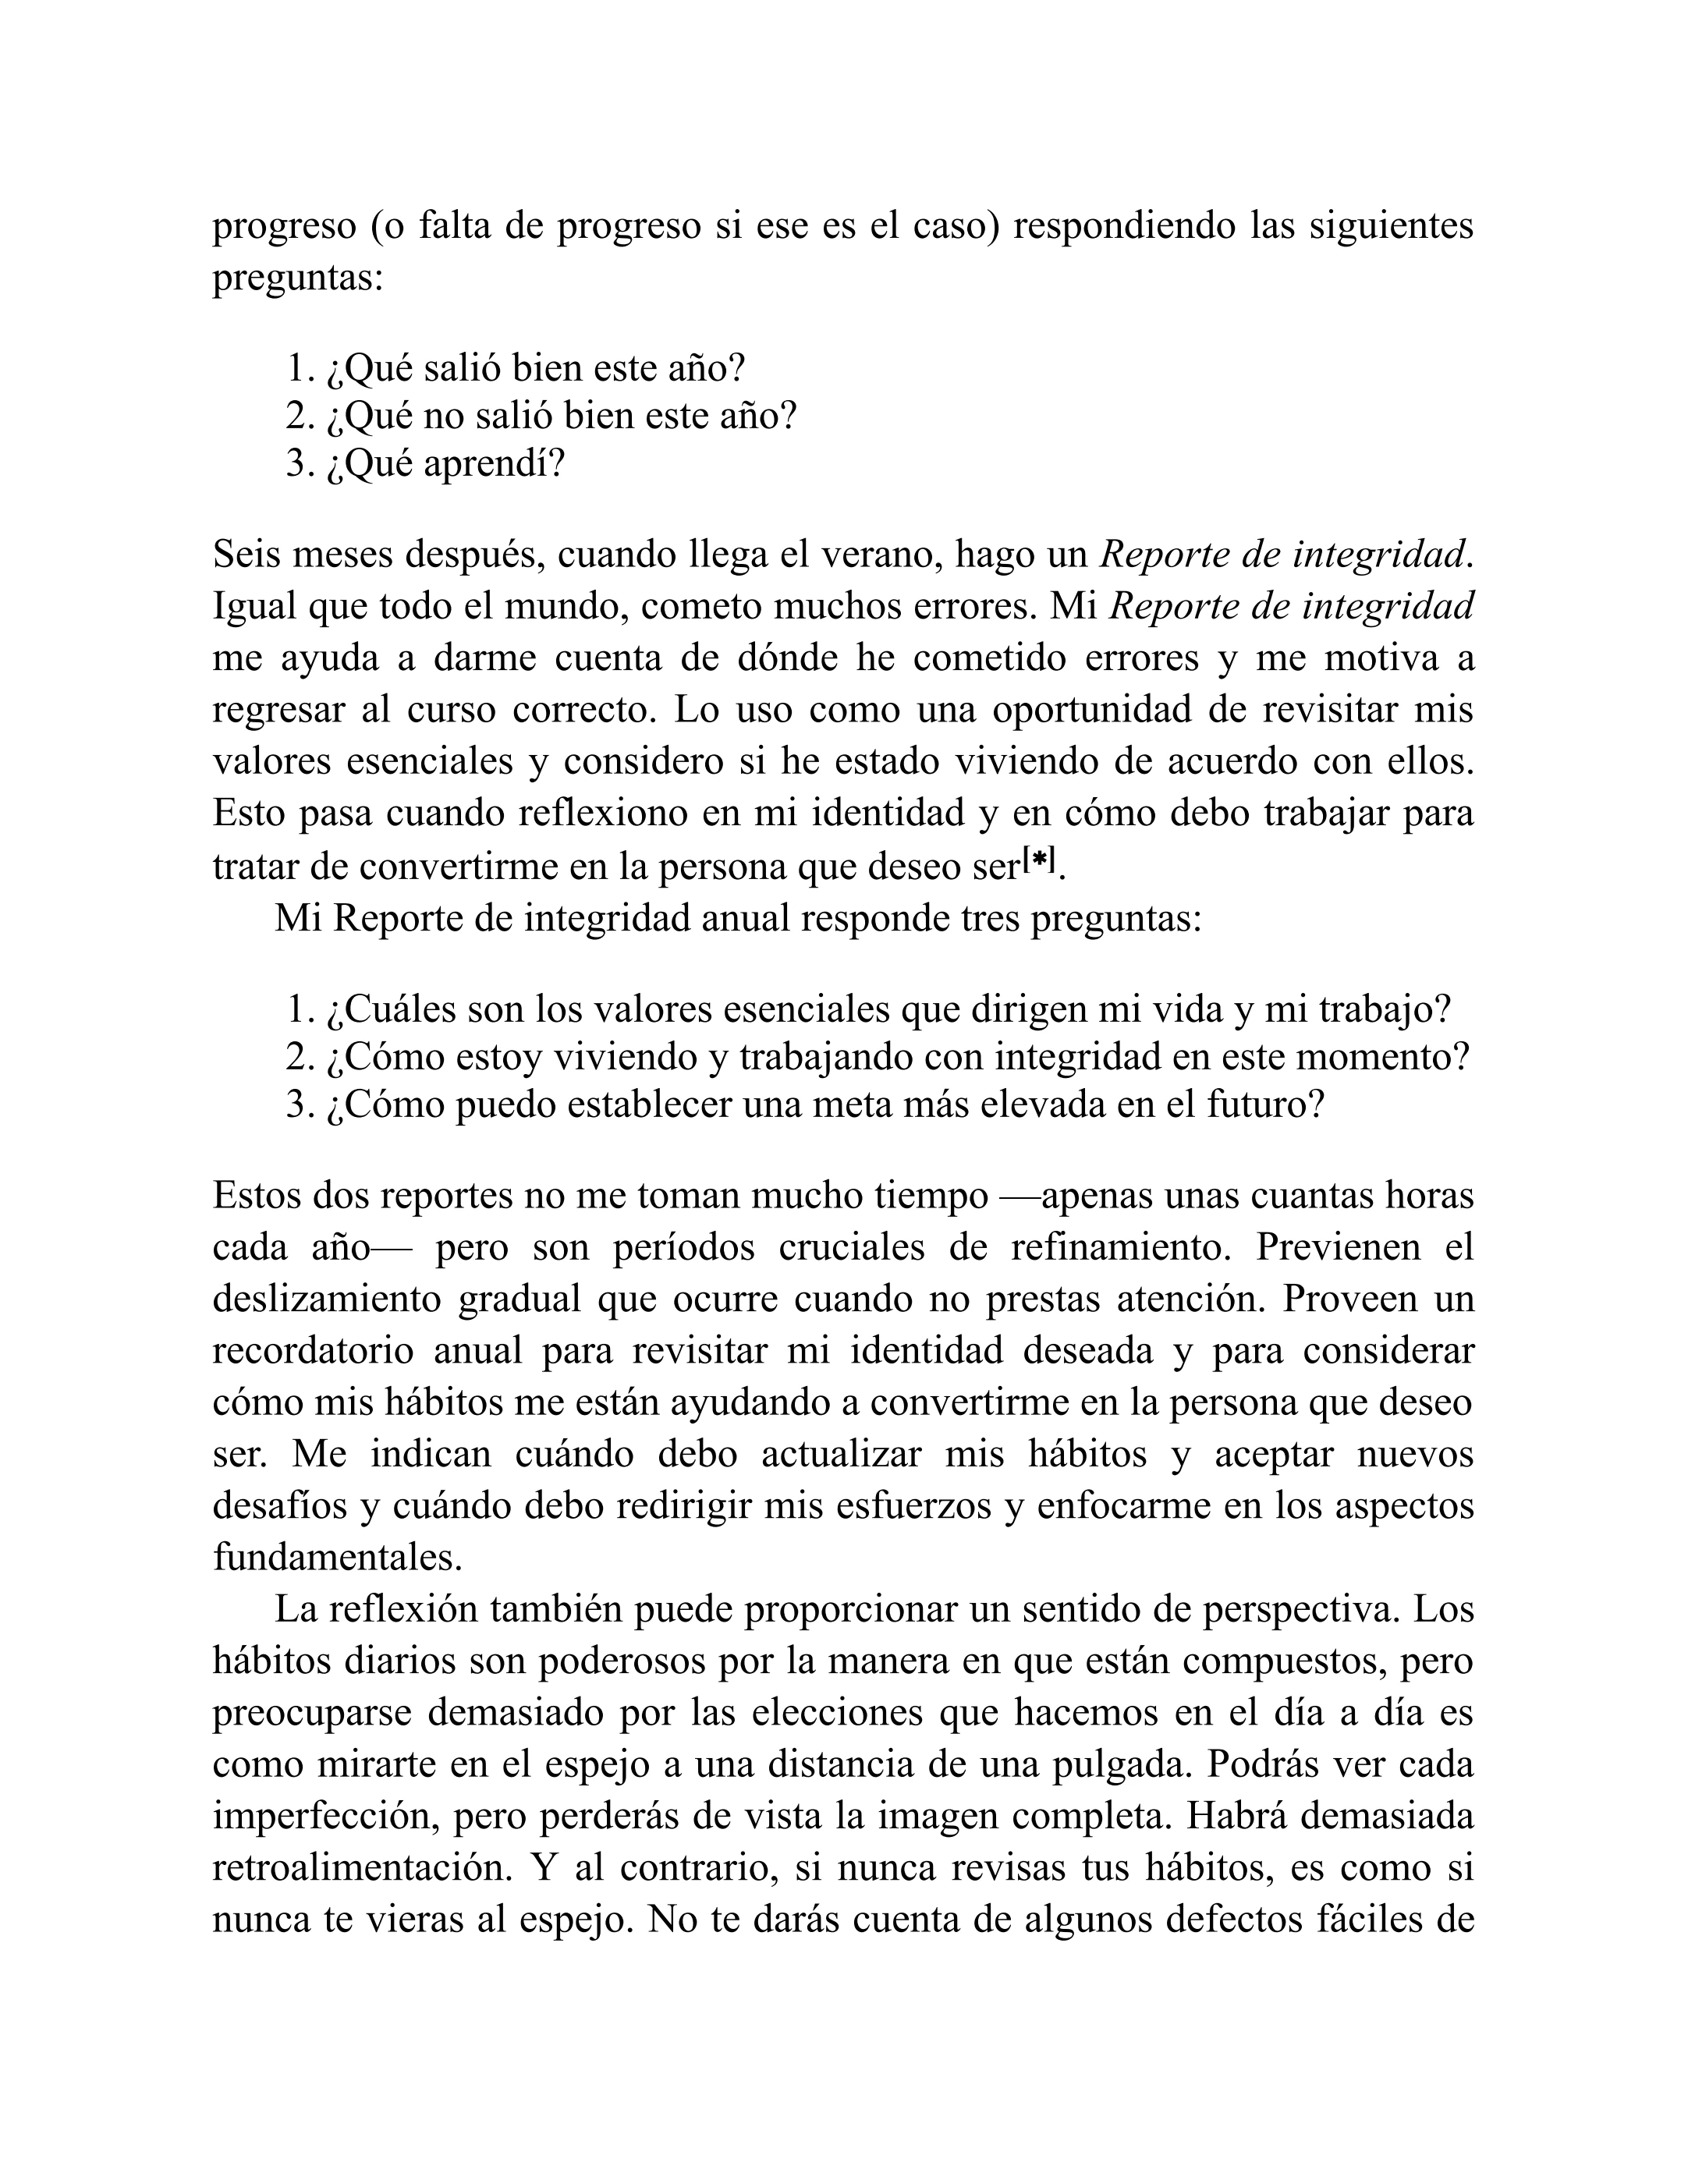 progreso (o falta de progreso si ese es el caso) respondiendo las siguientes
preguntas:
1. ¿Qué salió bien este año?
2. ¿Qué no salió bien este año?
3. ¿Qué aprendí?
Seis meses después, cuando llega el verano, hago un Reporte de integridad.
Igual que todo el mundo, cometo muchos errores. Mi Reporte de integridad
me ayuda a darme cuenta de dónde he cometido errores y me motiva a
regresar al curso correcto. Lo uso como una oportunidad de revisitar mis
valores esenciales y considero si he estado viviendo de acuerdo con ellos.
Esto pasa cuando reflexiono en mi identidad y en cómo debo trabajar para
tratar de convertirme en la persona que deseo ser[*].
Mi Reporte de integridad anual responde tres preguntas:
1. ¿Cuáles son los valores esenciales que dirigen mi vida y mi trabajo?
2. ¿Cómo estoy viviendo y trabajando con integridad en este momento?
3. ¿Cómo puedo establecer una meta más elevada en el futuro?
Estos dos reportes no me toman mucho tiempo —apenas unas cuantas horas
cada año— pero son períodos cruciales de refinamiento. Previenen el
deslizamiento gradual que ocurre cuando no prestas atención. Proveen un
recordatorio anual para revisitar mi identidad deseada y para considerar
cómo mis hábitos me están ayudando a convertirme en la persona que deseo
ser. Me indican cuándo debo actualizar mis hábitos y aceptar nuevos
desafíos y cuándo debo redirigir mis esfuerzos y enfocarme en los aspectos
fundamentales.
La reflexión también puede proporcionar un sentido de perspectiva. Los
hábitos diarios son poderosos por la manera en que están compuestos, pero
preocuparse demasiado por las elecciones que hacemos en el día a día es
como mirarte en el espejo a una distancia de una pulgada. Podrás ver cada
imperfección, pero perderás de vista la imagen completa. Habrá demasiada
retroalimentación. Y al contrario, si nunca revisas tus hábitos, es como si
nunca te vieras al espejo. No te darás cuenta de algunos defectos fáciles de